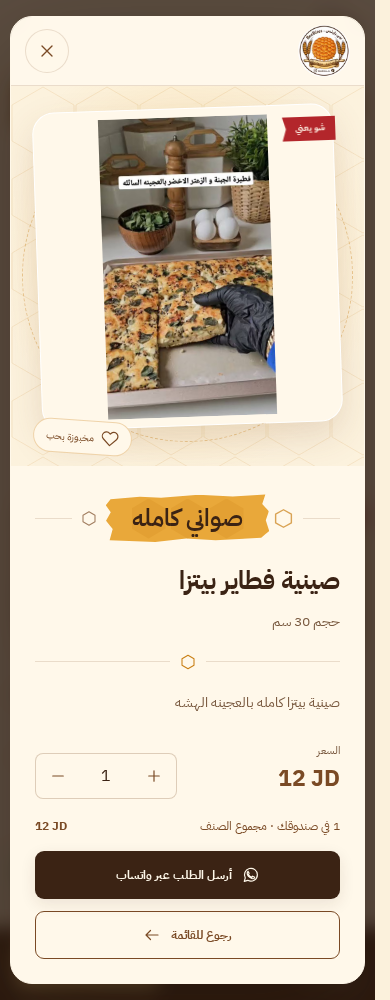 شو يعني
فطيرة الجبنة و الزعتر الاخضر بالعجينه السائله
مخبوزة بحب
صواني كامله
صينية فطاير بيتزا
حجم 30 سم
صينية بيتزا كامله بالعجينه الهشه
السعر
12 JD
1
1 في صندوقك · مجموع الصنف
12 JD
أرسل الطلب عبر واتساب
رجوع للقائمة